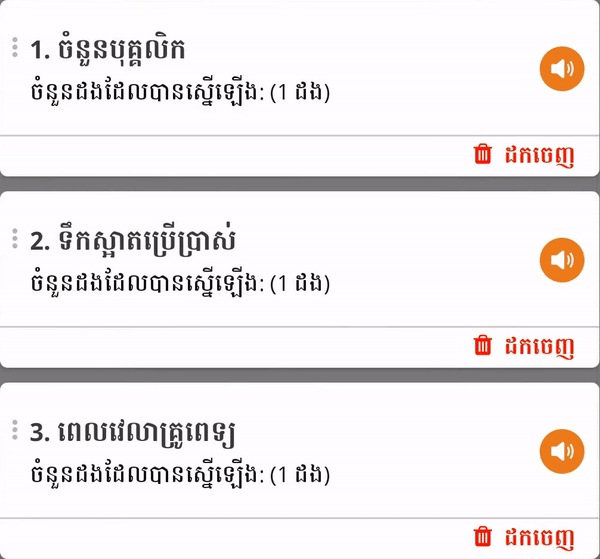 1. ចំនួនបុគ្គលិក
ចំនួនដងដែលបានស្នើឡើង: (1 ដង)
ដកចេញ
2. ទឹកស្អាតប្រើប្រាស់
ចំនួនដងដែលបានស្នើឡើង: (1 ដង)
ដកចេញ
3. ពេលវេលាគ្រូពេទ្យ
ចំនួនដងដែលបានស្នើឡើង: (1 ដង)
ដកចេញ